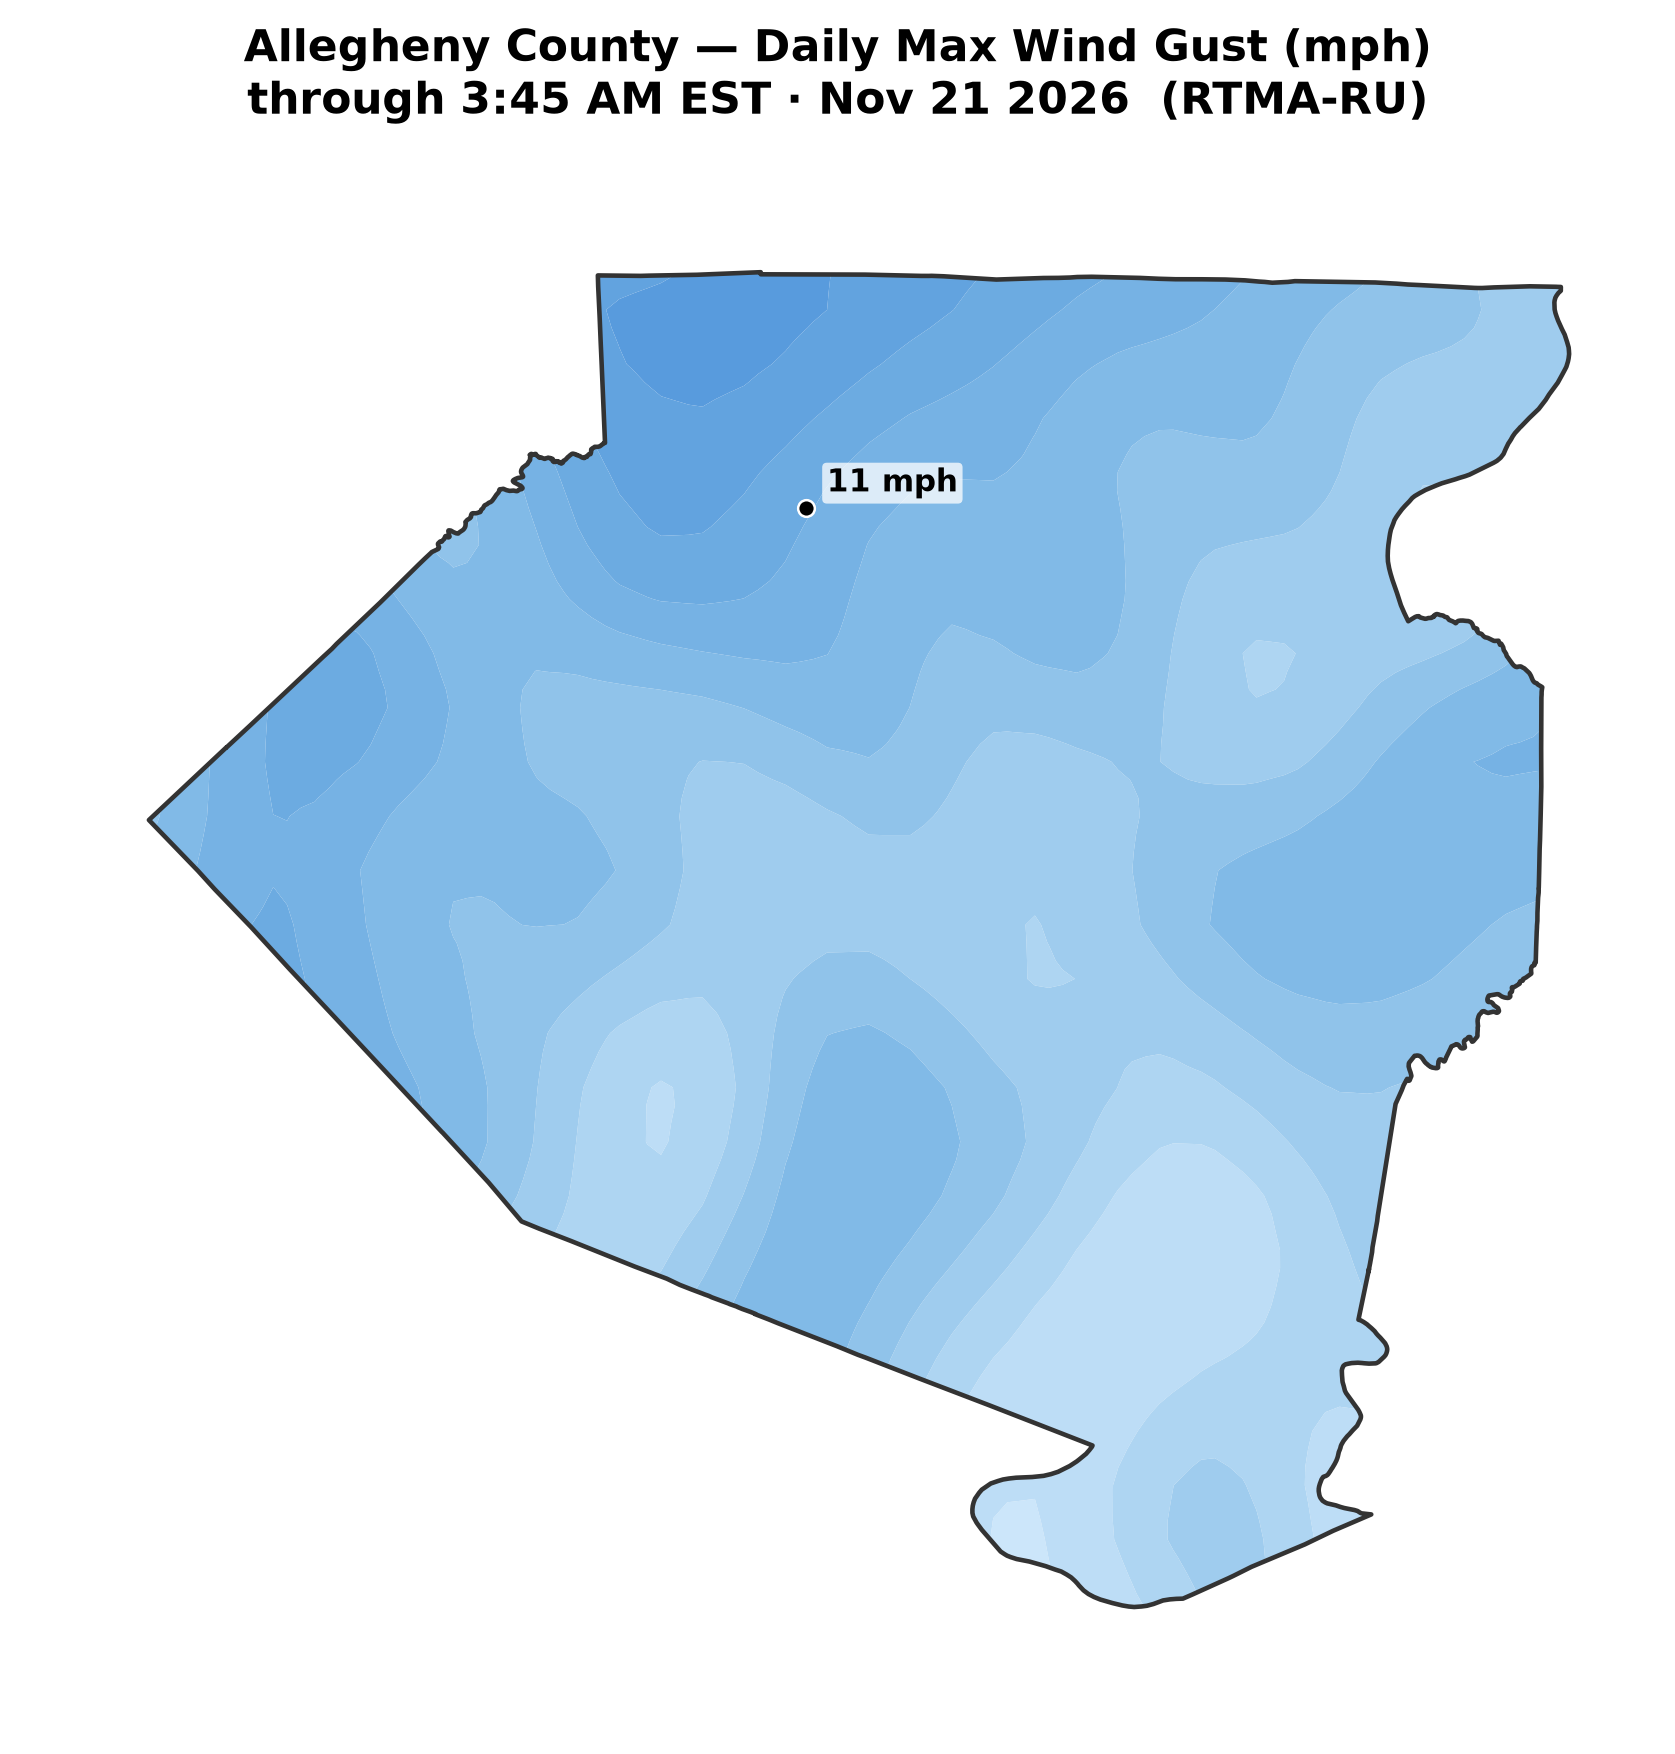 Allegheny County — Daily Max Wind Gust (mph)
through 3:45 AM EST · Nov 21 2026  (RTMA-RU)
11 mph